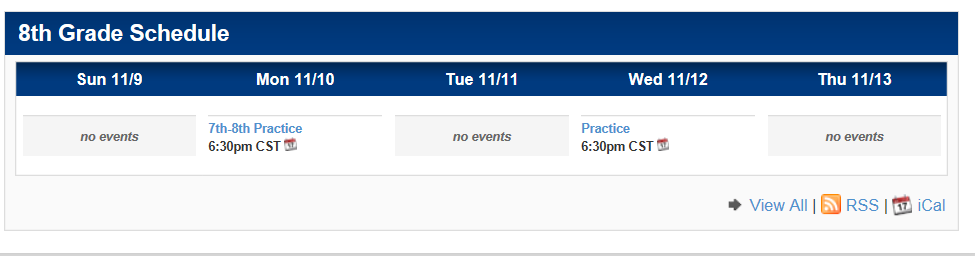 8th Grade Schedule
Sun 11/9 Mon 11/10 Tue 11/11 Wed 11/12 Thu 11/13
no events 7th-8th Practice no events Practice no events
6:30pm CST 6:30pm CST
View All | RSS | 17 iCal